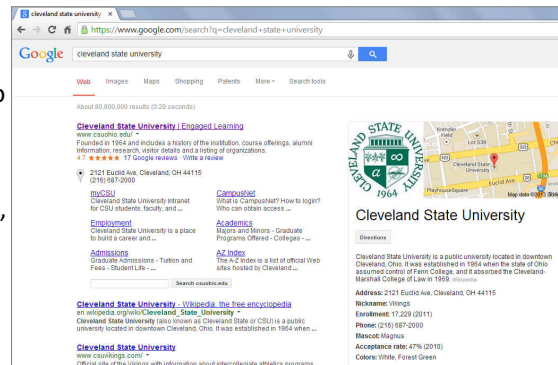 cleveland state university
https://www.google.com/search?q=cleveland+state+university
Google
cleveland state university
Web Images Maps Shopping Patents More Search tools
About 80,800,000 results (0.29 seconds)
Cleveland State University | Engaged Learning
www.csuohio.edu/
Founded in 1964 and includes a history of the institution, course offerings, alumni
information, research, visitor details and a listing of organizations.
4.7 ★★★★★ 17 Google reviews · Write a review
2121 Euclid Ave, Cleveland, OH 44115
(216) 687-2000
myCSU
Cleveland State University Intranet
for CSU students, faculty, and ...
CampusNet
What is CampusNet? How to login?
Who can obtain access ...
Employment
Cleveland State University is a place
to build a career and ...
Academics
Majors and Minors - Graduate
Programs Offered - Colleges - ...
Admissions
Graduate Admissions - Tuition and
Fees - Student Life - ...
AZ Index
The A-Z Index is a list of official Web
sites hosted by Cleveland ...
Search csuohio.edu
Cleveland State University - Wikipedia, the free encyclopedia
en.wikipedia.org/wiki/Cleveland_State_University
Cleveland State University (also known as Cleveland State or CSU) is a public
university located in downtown Cleveland, Ohio. It was established in 1964 when ...
Cleveland State University
www.csuvikings.com/
Official site of the Vikings with information about intercollegiate athletics programs
STATE UNIVERSITY
1964
Krenzler
Field
Lot 53B
Cleveland State
University
Euclid Ave
PlayhouseSquare
Map data ©2013
Cleveland State University
Directions
Cleveland State University is a public university located in downtown
Cleveland, Ohio. It was established in 1964 when the state of Ohio
assumed control of Fenn College, and it absorbed the Cleveland-
Marshall College of Law in 1969. Wikipedia
Address: 2121 Euclid Ave, Cleveland, OH 44115
Nickname: Vikings
Enrollment: 17,229 (2011)
Phone: (216) 687-2000
Mascot: Magnus
Acceptance rate: 47% (2010)
Colors: White, Forest Green